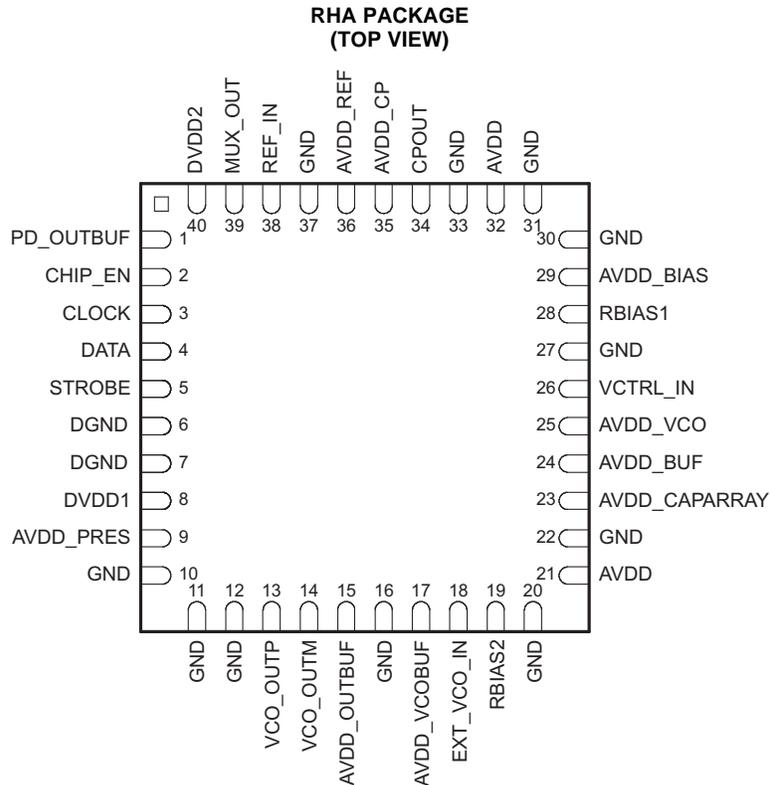 RHA PACKAGE
(TOP VIEW)
DVDD2
MUX_OUT
REF_IN
GND
AVDD_REF
AVDD_CP
CPOUT
GND
AVDD
GND
40 39 38 37 36 35 34 33 32 31
PD_OUTBUF 1
CHIP_EN 2
CLOCK 3
DATA 4
STROBE 5
DGND 6
DGND 7
DVDD1 8
AVDD_PRES 9
GND 10
30 GND
29 AVDD_BIAS
28 RBIAS1
27 GND
26 VCTRL_IN
25 AVDD_VCO
24 AVDD_BUF
23 AVDD_CAPARRAY
22 GND
21 AVDD
11 12 13 14 15 16 17 18 19 20
GND
GND
VCO_OUTP
VCO_OUTM
AVDD_OUTBUF
GND
AVDD_VCOBUF
EXT_VCO_IN
RBIAS2
GND